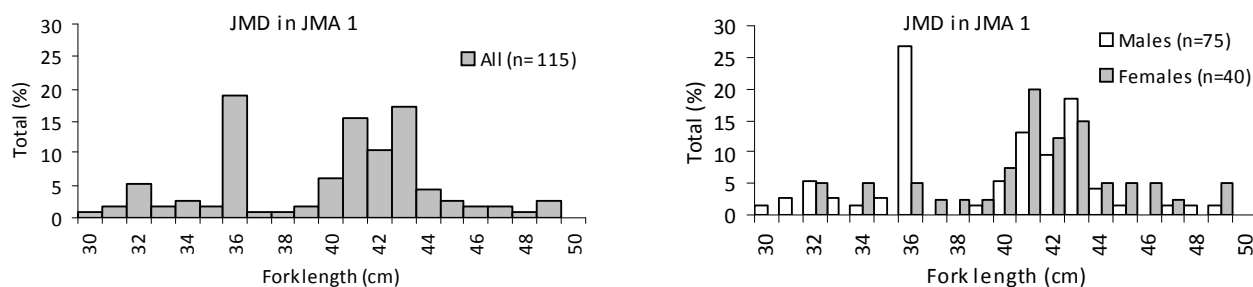 JMD in JMA 1
30
25
20
15
10
5
0
Total (%)
All (n= 115)
30 32 34 36 38 40 42 44 46 48 50
Fork length (cm)
JMD in JMA 1
30
25
20
15
10
5
0
Total (%)
Males (n=75)
Females (n=40)
30 32 34 36 38 40 42 44 46 48 50
Fork length (cm)